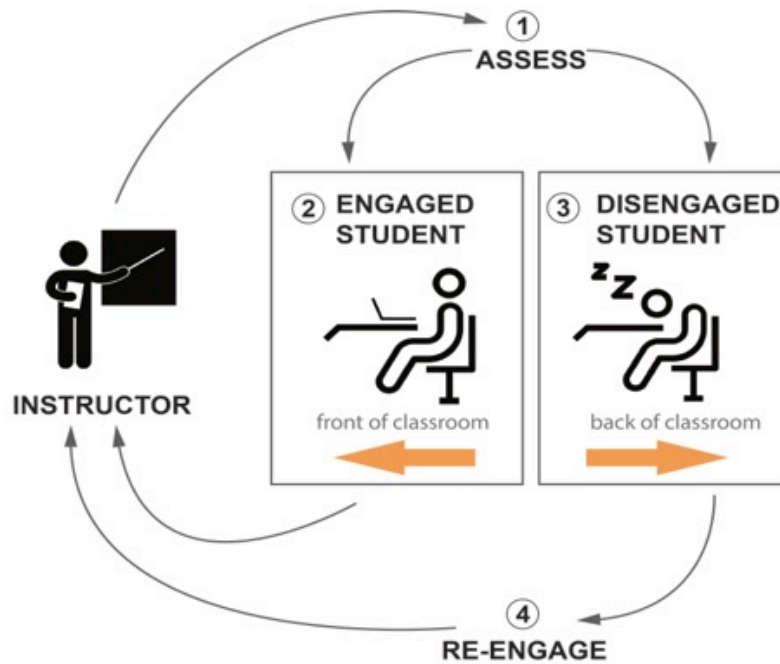 1
ASSESS
2 ENGAGED
STUDENT
3 DISENGAGED
STUDENT
z Z
INSTRUCTOR
front of classroom
back of classroom
4
RE-ENGAGE